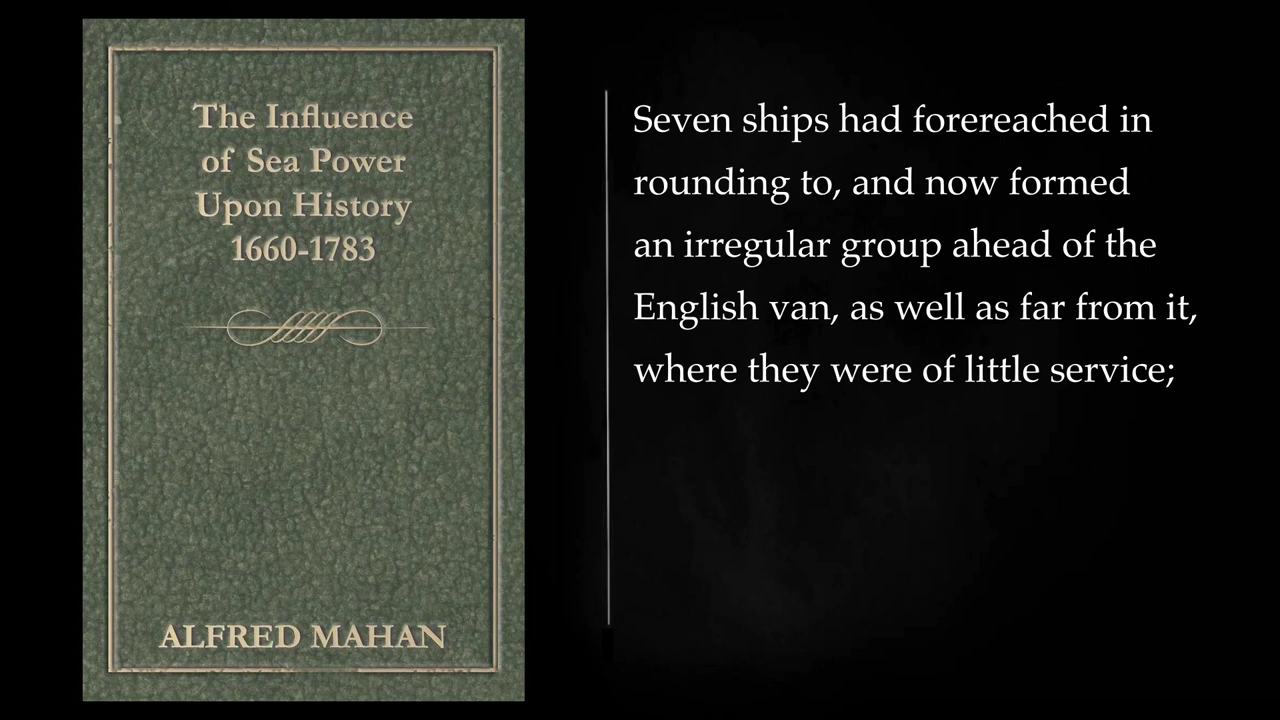 The Influence
of Sea Power
Upon History
1660-1783
ALFRED MAHAN
Seven ships had forereached in
rounding to, and now formed
an irregular group ahead of the
English van, as well as far from it,
where they were of little service;